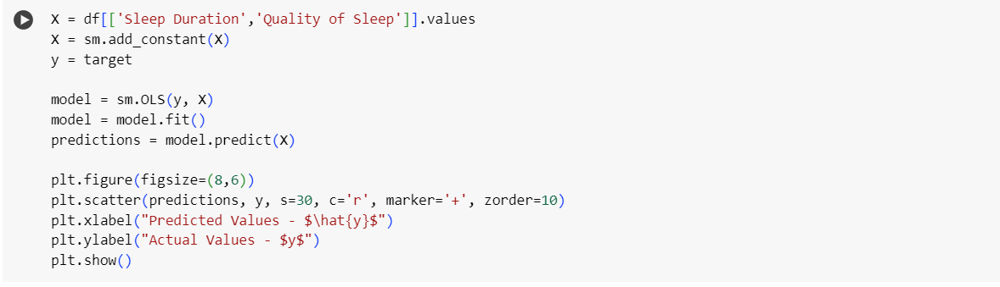 X = df[['Sleep Duration','Quality of Sleep']].values
X = sm.add_constant(X)
y = target
model = sm.OLS(y, X)
model = model.fit()
predictions = model.predict(X)
plt.figure(figsize=(8,6))
plt.scatter(predictions, y, s=30, c='r', marker='+', zorder=10)
plt.xlabel("Predicted Values - $\hat{y}$")
plt.ylabel("Actual Values - $y$")
plt.show()